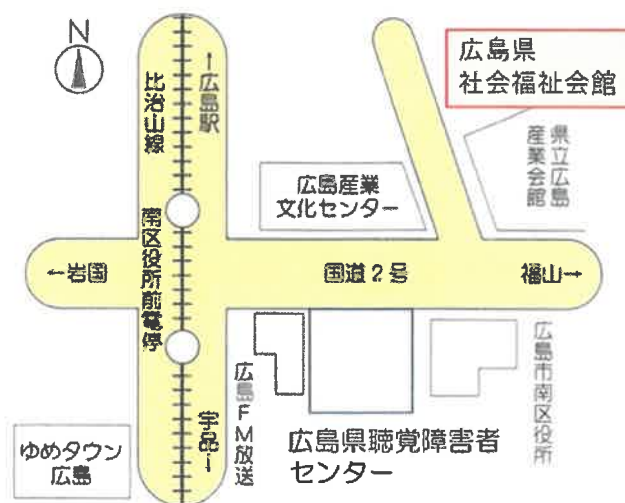 N
広島県
社会福祉会館
比治山線
←広島駅
県立広島
産業会館
広島産業
文化センター
南区役所前電停
←岩国
国道2号
福山→
広島FM放送
広島市南区役所
宇品→
ゆめタウン
広島
広島県聴覚障害者
センター